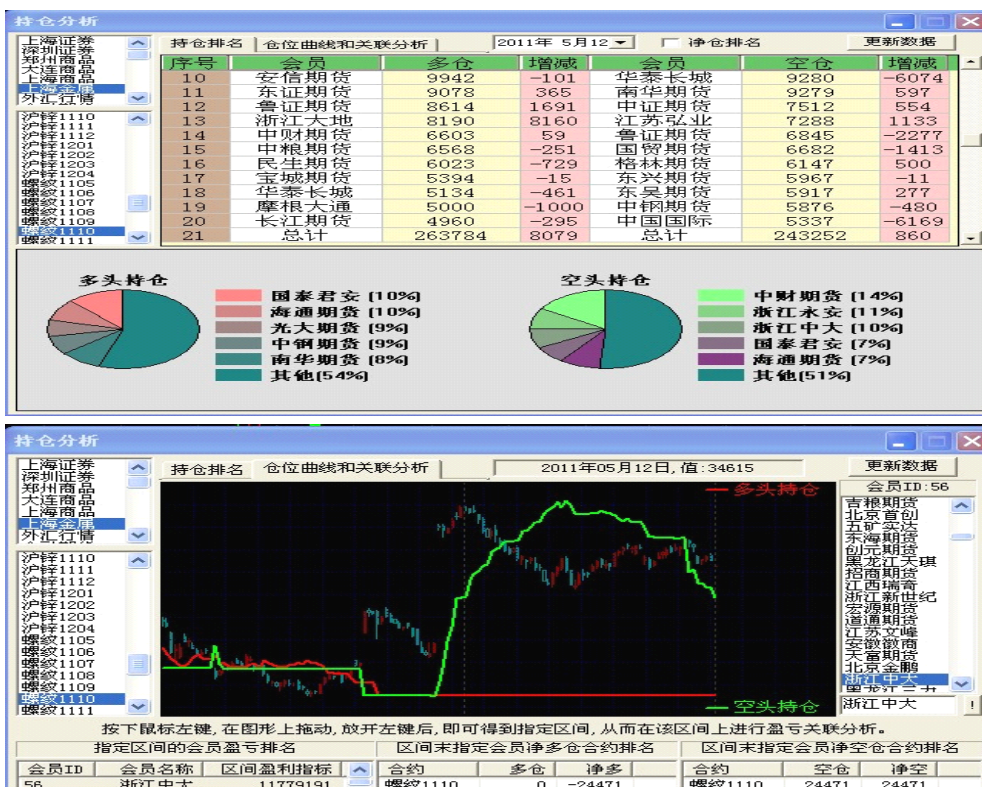 持仓分析
上海证券
深圳证券
郑州商品
大连商品
上海商品
上海金属
外汇行情
沪锌1110
沪锌1111
沪锌1112
沪锌1201
沪锌1202
沪锌1203
沪锌1204
螺纹1105
螺纹1106
螺纹1107
螺纹1108
螺纹1109
螺纹1110
螺纹1111
持仓排名 仓位曲线和关联分析 2011年 5月12 净仓排名 更新数据
序号 会员 多仓 增减 会员 空仓 增减
10 安信期货 9942 -101 华泰长城 9280 -6074
11 东证期货 9078 365 南华期货 9279 597
12 鲁证期货 8614 1691 中证期货 7512 554
13 浙江大地 8190 8160 江苏弘业 7288 1133
14 中财期货 6603 59 鲁证期货 6845 -2277
15 中粮期货 6568 -251 国贸期货 6682 -1413
16 民生期货 6023 -729 格林期货 6147 500
17 宝城期货 5394 -15 东兴期货 5967 -11
18 华泰长城 5134 -461 东吴期货 5917 277
19 摩根大通 5000 -1000 中钢期货 5876 -480
20 长江期货 4960 -295 中国国际 5337 -6169
21 总计 263784 8079 总计 243252 860
多头持仓
国泰君安 (10%)
海通期货 (10%)
光大期货 (9%)
中钢期货 (9%)
南华期货 (8%)
其他(54%)
空头持仓
中财期货 (14%)
浙江永安 (11%)
浙江中大 (10%)
国泰君安 (7%)
海通期货 (7%)
其他(51%)
持仓分析
上海证券
深圳证券
郑州商品
大连商品
上海商品
上海金属
外汇行情
沪锌1110
沪锌1111
沪锌1112
沪锌1201
沪锌1202
沪锌1203
沪锌1204
螺纹1105
螺纹1106
螺纹1107
螺纹1108
螺纹1109
螺纹1110
螺纹1111
持仓排名 仓位曲线和关联分析 2011年05月12日,值:34615 更新数据
多头持仓
空头持仓
会员ID:56
吉粮期货
北京首创
五矿实达
东海期货
创元期货
黑龙江天琪
招商期货
江西瑞奇
浙江新世纪
宏源期货
道通期货
江苏文峰
安徽徽商
天富期货
北京金鹏
浙江中大
浙江中大 !
按下鼠标左键,在图形上拖动,放开左键后,即可得到指定区间,从而在该区间上进行盈亏关联分析。
指定区间的会员盈亏排名 区间末指定会员净多仓合约排名 区间末指定会员净空仓合约排名
会员ID 会员名称 区间盈利指标 合约 多仓 净多 合约 空仓 净空
56 浙江中大 11779191 螺纹1110 0 -24471 螺纹1110 24471 24471